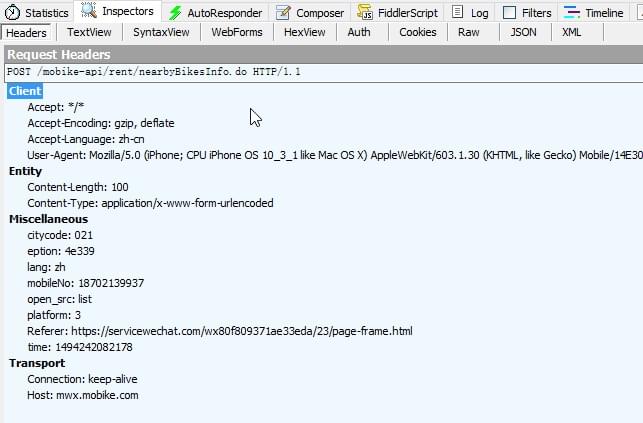 Statistics Inspectors AutoResponder Composer FiddlerScript Log Filters Timeline
Headers TextView SyntaxView WebForms HexView Auth Cookies Raw JSON XML
Request Headers
POST /mobike-api/rent/nearbyBikesInfo.do HTTP/1.1
Client
Accept: */*
Accept-Encoding: gzip, deflate
Accept-Language: zh-cn
User-Agent: Mozilla/5.0 (iPhone; CPU iPhone OS 10_3_1 like Mac OS X) AppleWebKit/603.1.30 (KHTML, like Gecko) Mobile/14E30
Entity
Content-Length: 100
Content-Type: application/x-www-form-urlencoded
Miscellaneous
citycode: 021
eption: 4e339
lang: zh
mobileNo: 18702139937
open_src: list
platform: 3
Referer: https://servicewechat.com/wx80f809371ae33eda/23/page-frame.html
time: 1494242082178
Transport
Connection: keep-alive
Host: mwx.mobike.com